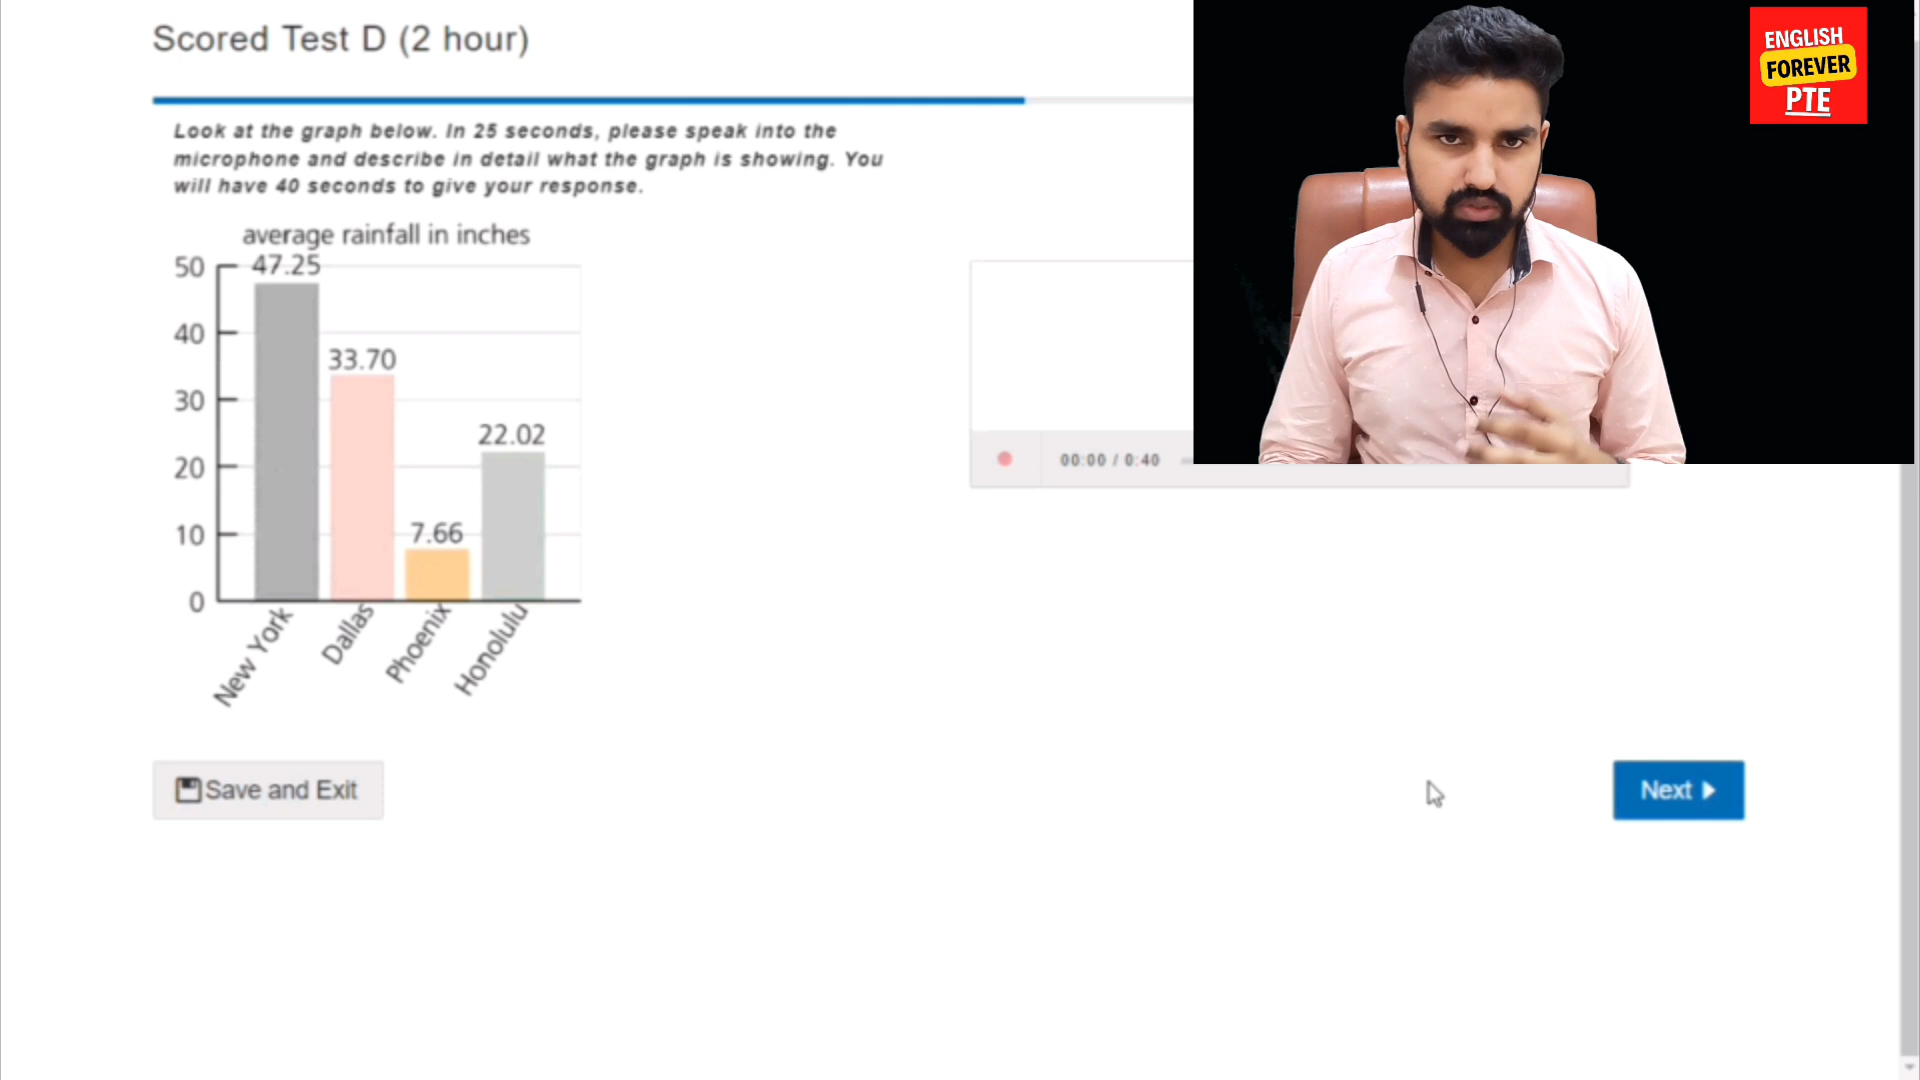 Scored Test D (2 hour)
ENGLISH
FOREVER
PTE
Look at the graph below. In 25 seconds, please speak into the
microphone and describe in detail what the graph is showing. You
will have 40 seconds to give your response.
average rainfall in inches
50
47.25
40
33.70
30
22.02
20
7.66
10
0
New York
Dallas
Phoenix
Honolulu
00:00 / 0:40
Save and Exit
Next